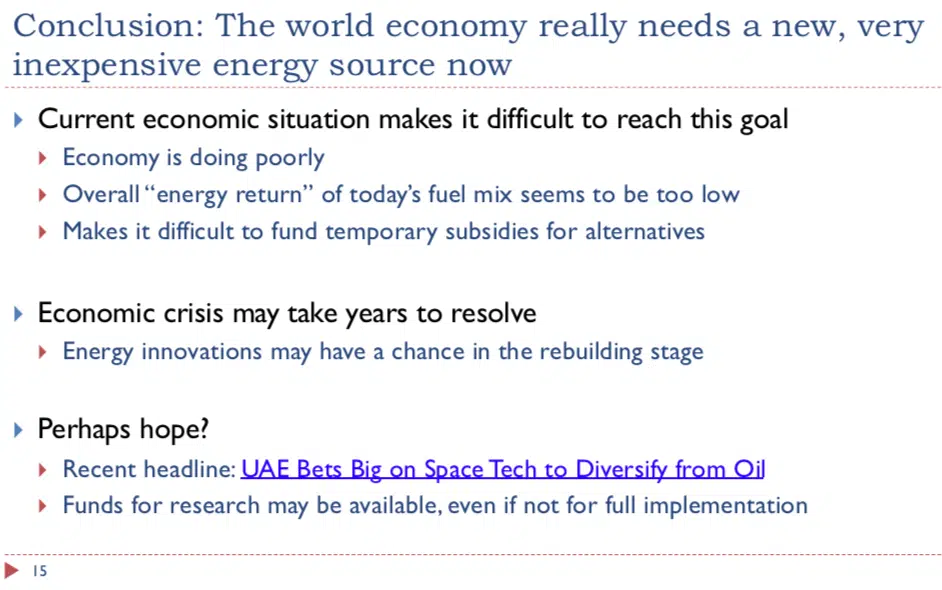 Conclusion: The world economy really needs a new, very
inexpensive energy source now
Current economic situation makes it difficult to reach this goal
Economy is doing poorly
Overall “energy return” of today’s fuel mix seems to be too low
Makes it difficult to fund temporary subsidies for alternatives
Economic crisis may take years to resolve
Energy innovations may have a chance in the rebuilding stage
Perhaps hope?
Recent headline: UAE Bets Big on Space Tech to Diversify from Oil
Funds for research may be available, even if not for full implementation
15